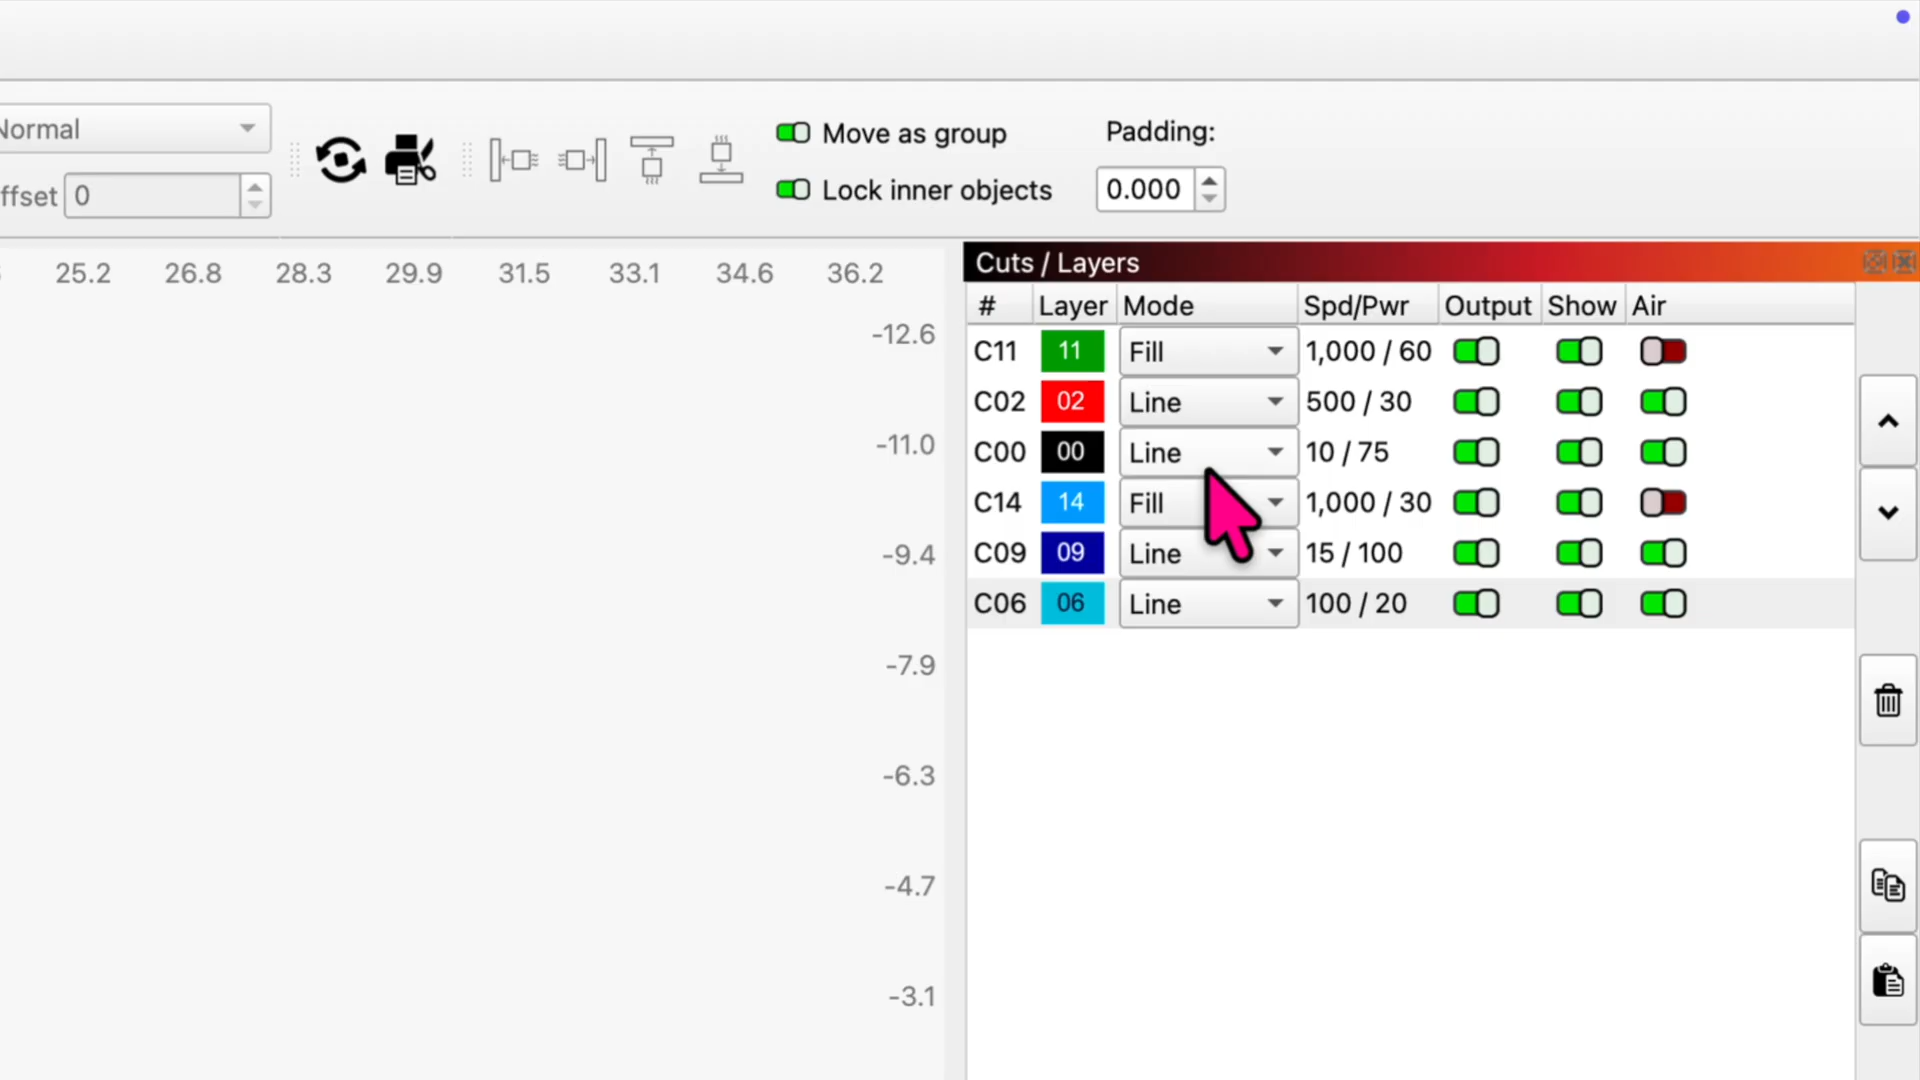 Normal
ffset 0
Move as group
Lock inner objects
Padding:
0.000
25.2 26.8 28.3 29.9 31.5 33.1 34.6 36.2
-12.6
-11.0
-9.4
-7.9
-6.3
-4.7
-3.1
Cuts / Layers
# Layer Mode Spd/Pwr Output Show Air
C11 11 Fill 1,000 / 60
C02 02 Line 500 / 30
C00 00 Line 10 / 75
C14 14 Fill 1,000 / 30
C09 09 Line 15 / 100
C06 06 Line 100 / 20